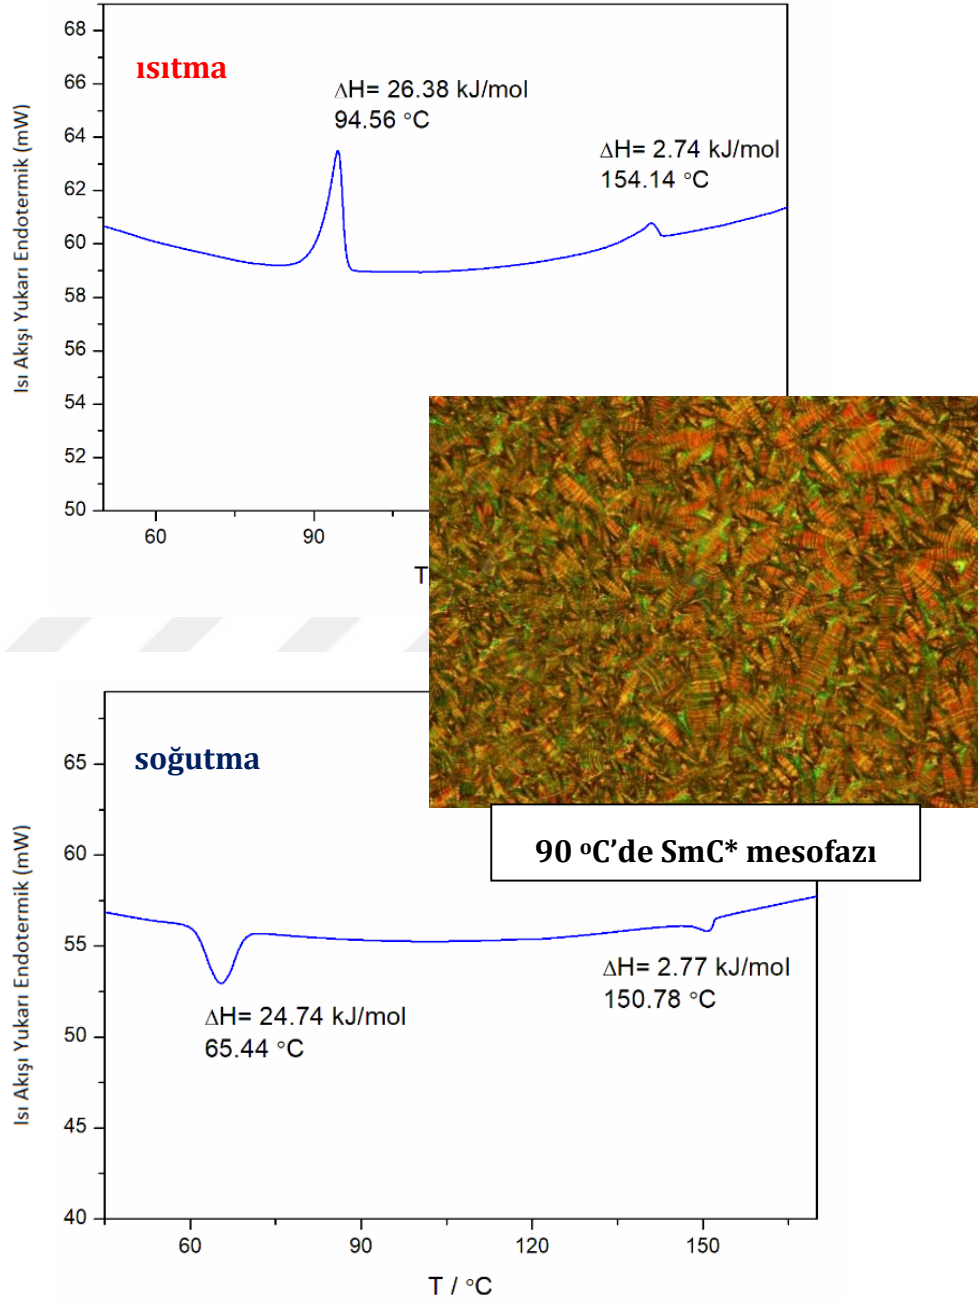 ısıtma
ΔH= 26.38 kJ/mol
94.56 °C
ΔH= 2.74 kJ/mol
154.14 °C
Isı Akışı Yukarı Endotermik (mW)
68
66
64
62
60
58
56
54
52
50
60
90
T
soğutma
90 ᵒC’de SmC* mesofazı
ΔH= 24.74 kJ/mol
65.44 °C
ΔH= 2.77 kJ/mol
150.78 °C
Isı Akışı Yukarı Endotermik (mW)
65
60
55
50
45
40
60
90
120
150
T / °C